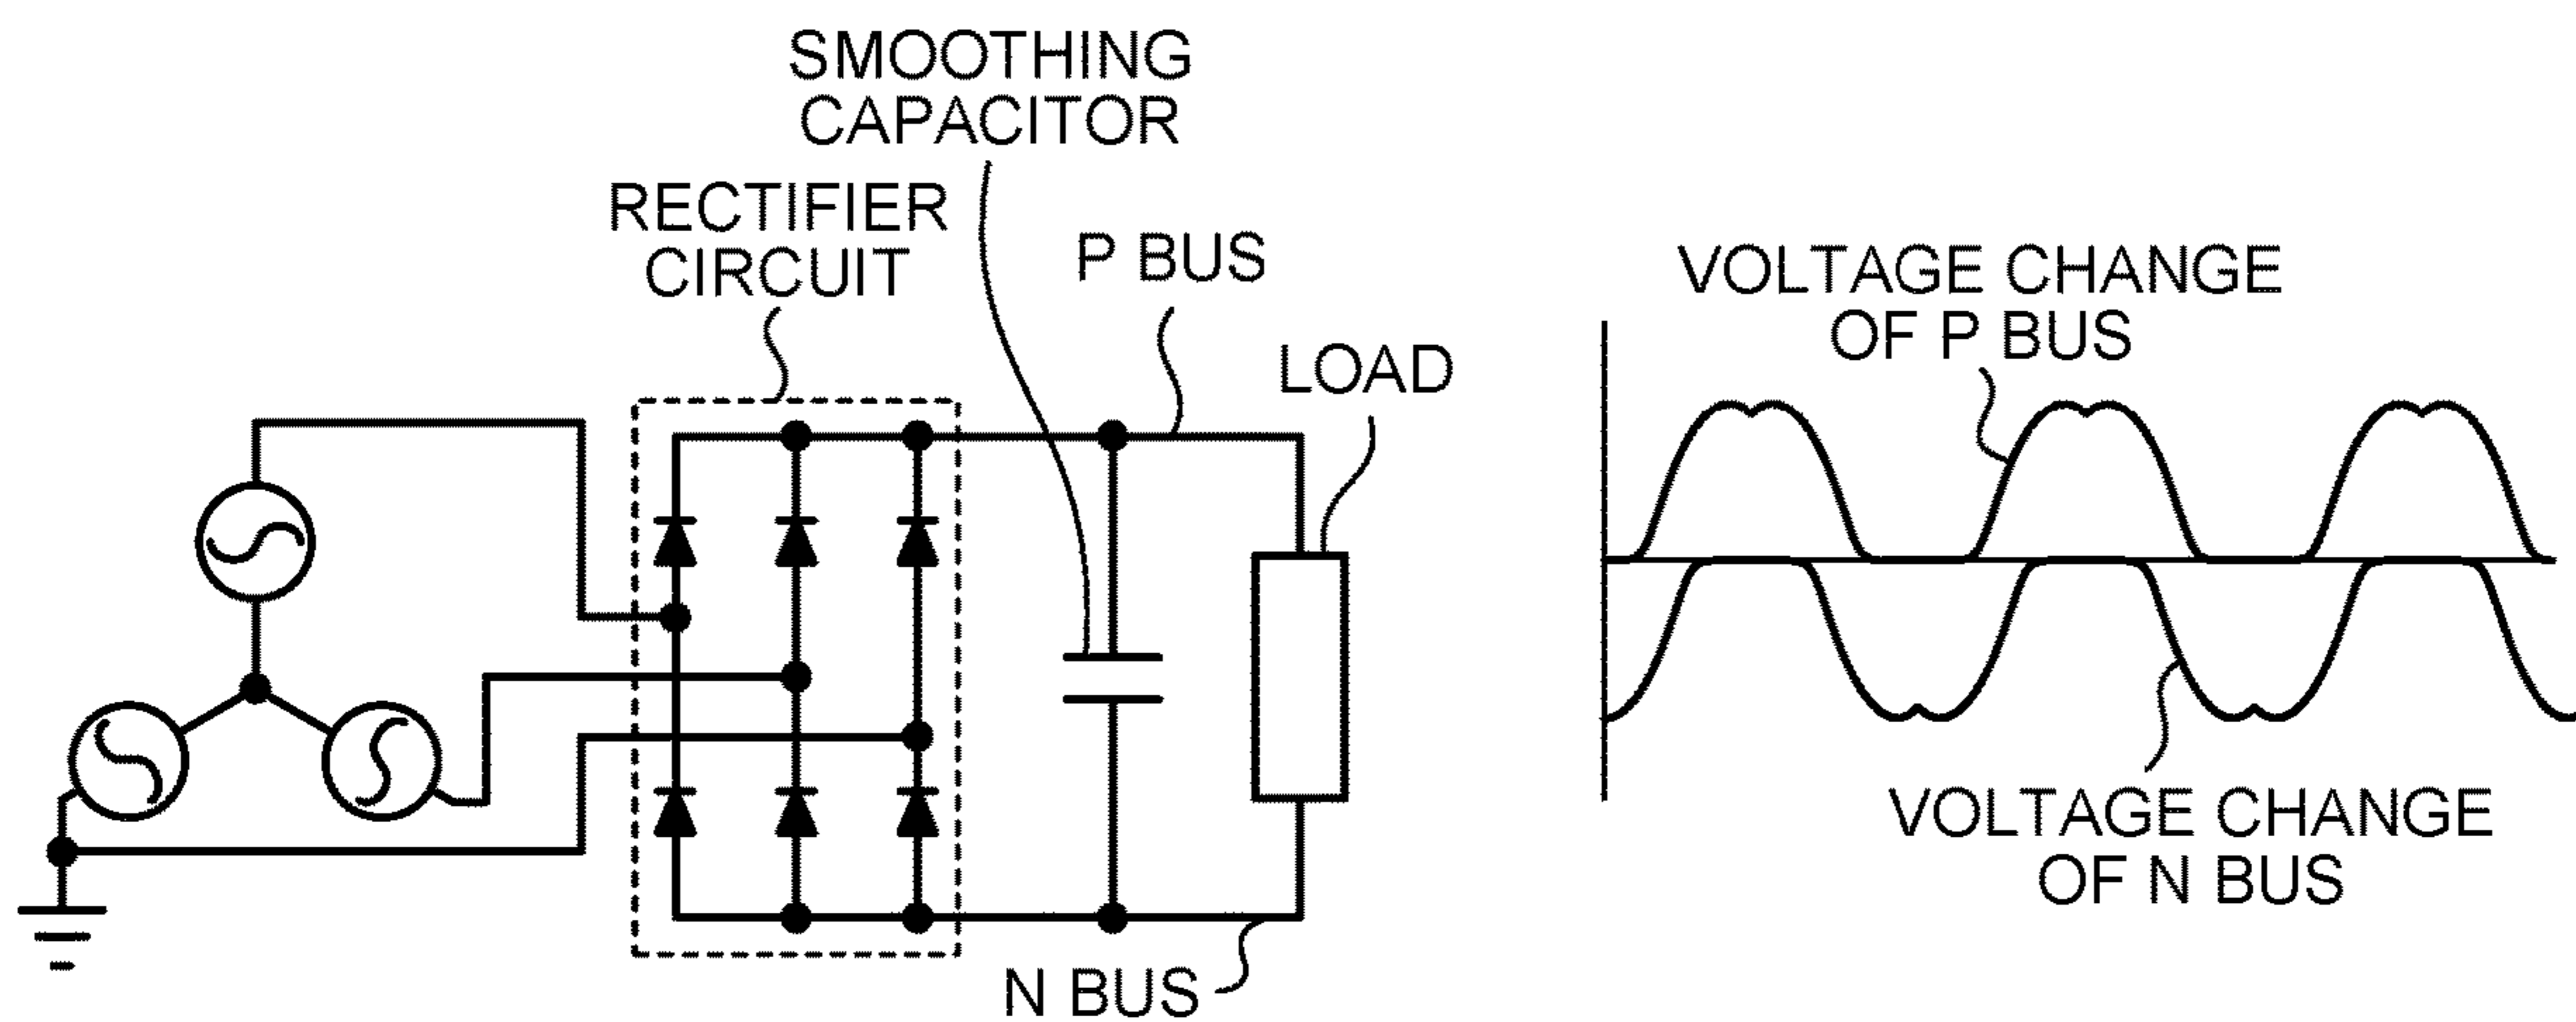 SMOOTHING
CAPACITOR
RECTIFIER
CIRCUIT
P BUS
LOAD
N BUS
VOLTAGE CHANGE
OF P BUS
VOLTAGE CHANGE
OF N BUS